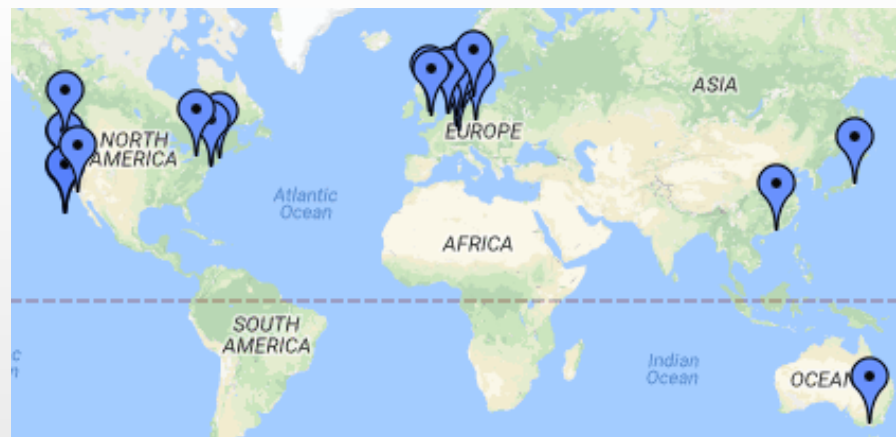 ASIA
NORTH
AMERICA
EUROPE
Atlantic
Ocean
AFRICA
SOUTH
AMERICA
Indian
Ocean
OCEAN